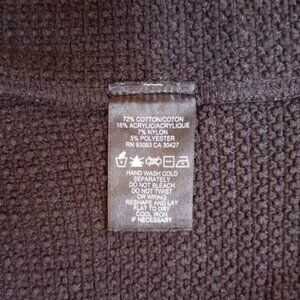 72% COTTON/COTON
16% ACRYLIC/ACRYLIQUE
7% NYLON
5% POLYESTER
RN 93093 CA 30427
HAND WASH COLD
SEPARATELY
DO NOT BLEACH
DO NOT TWIST
OR WRING
RESHAPE AND LAY
FLAT TO DRY
COOL IRON
IF NECESSARY